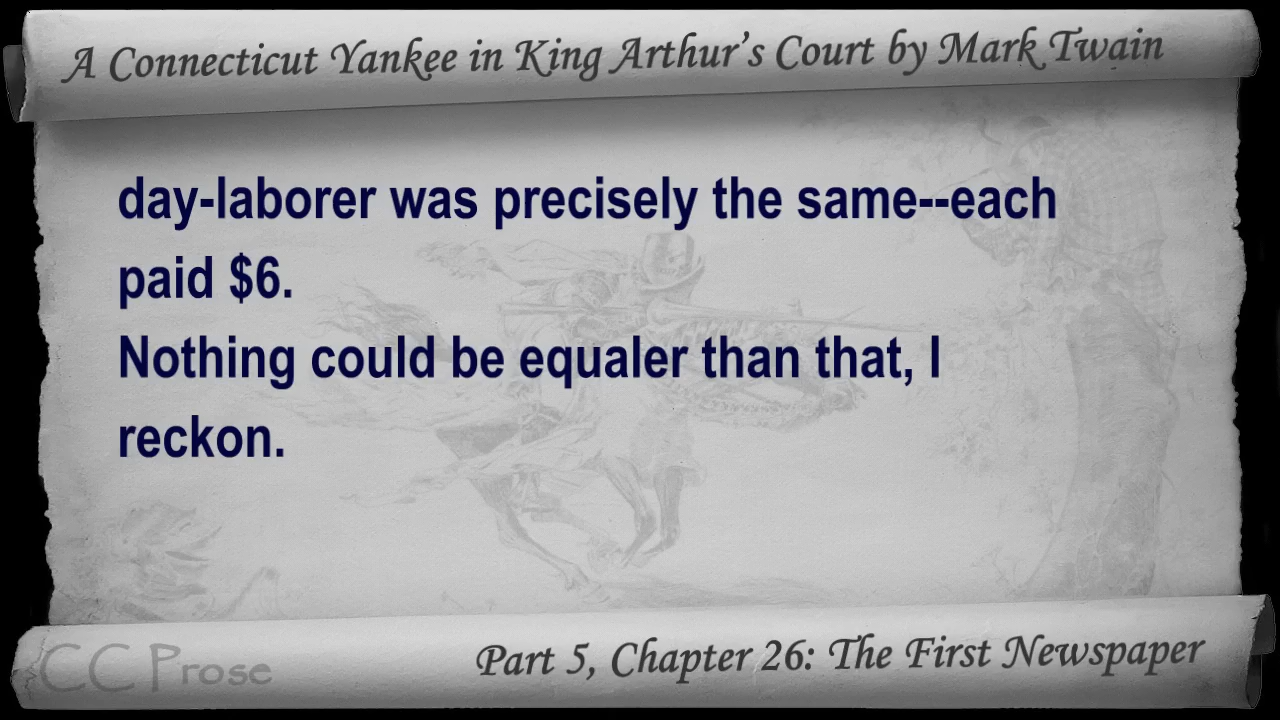 A Connecticut Yankee in King Arthur's Court by Mark Twain
day-laborer was precisely the same--each
paid $6.
Nothing could be equaler than that, I
reckon.
CC Prose
Part 5, Chapter 26: The First Newspaper